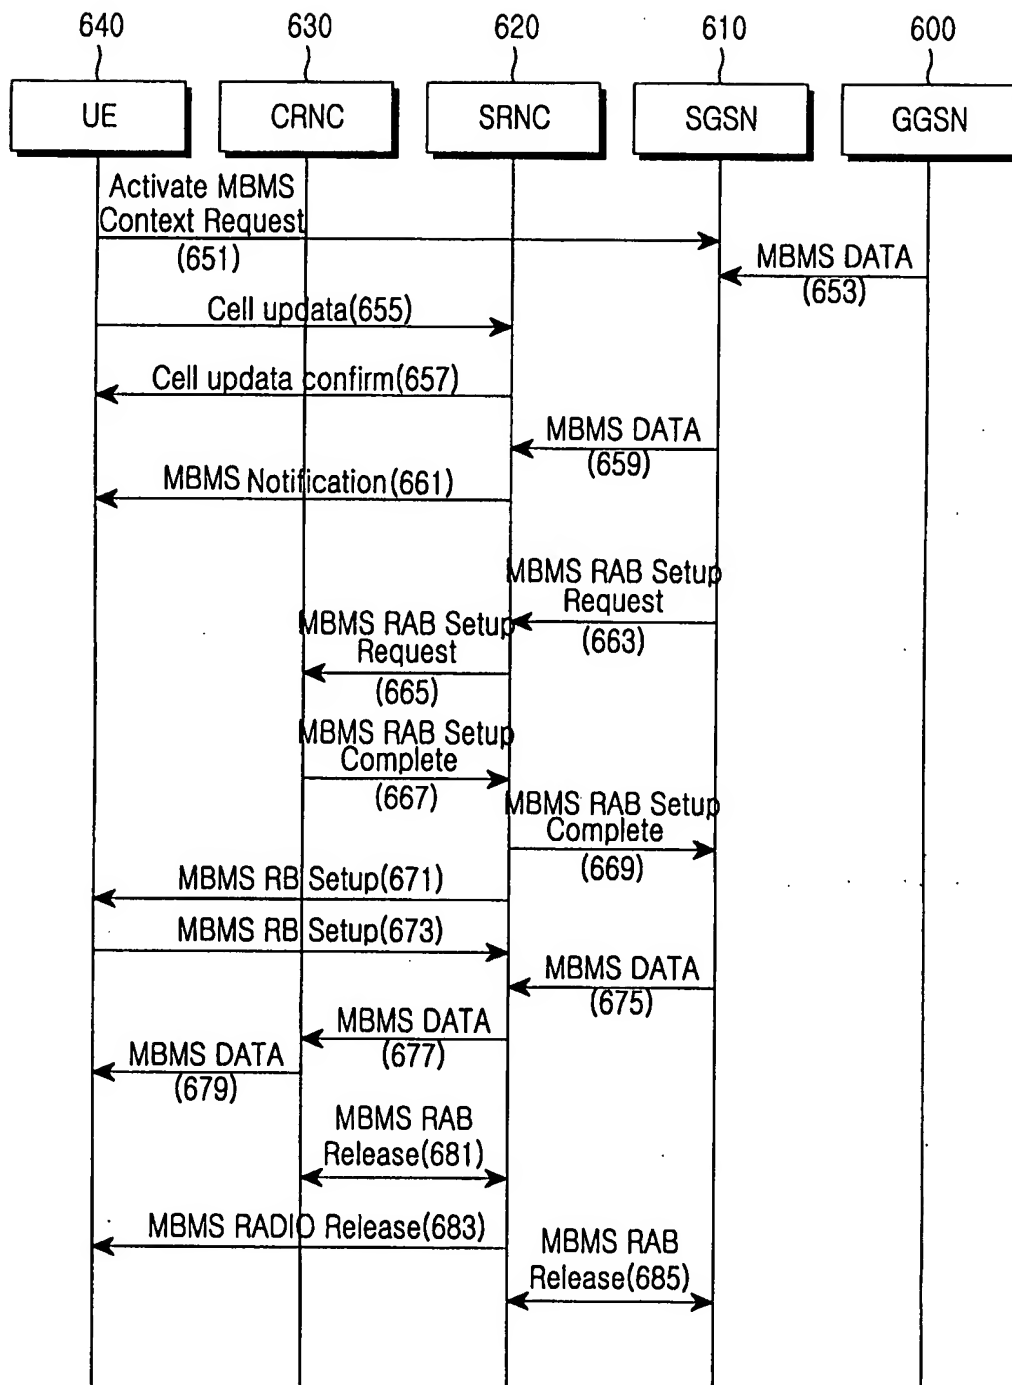 640 630 620 610 600
UE CRNC SRNC SGSN GGSN
Activate MBMS
Context Request
(651)
MBMS DATA
(653)
Cell updata(655)
Cell updata confirm(657)
MBMS DATA
(659)
MBMS Notification(661)
MBMS RAB Setup
Request
(663)
MBMS RAB Setup
Request
(665)
MBMS RAB Setup
Complete
(667)
MBMS RAB Setup
Complete
(669)
MBMS RB Setup(671)
MBMS RB Setup(673)
MBMS DATA
(675)
MBMS DATA
(677)
MBMS DATA
(679)
MBMS RAB
Release(681)
MBMS RADIO Release(683)
MBMS RAB
Release(685)